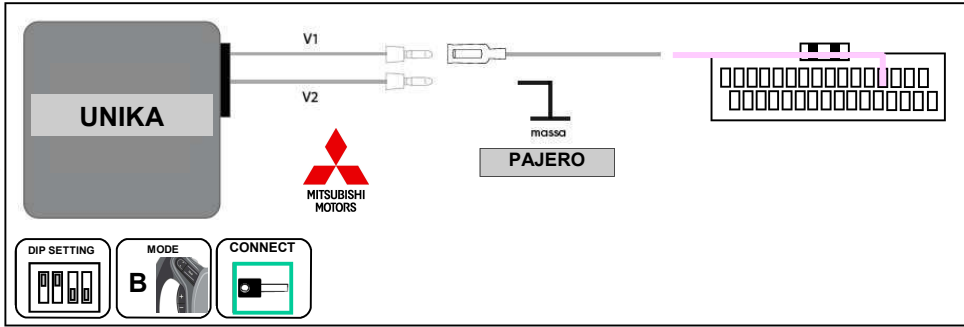 V1
V2
UNIKA
massa
PAJERO
MITSUBISHI
MOTORS
DIP SETTING
MODE
B
CONNECT